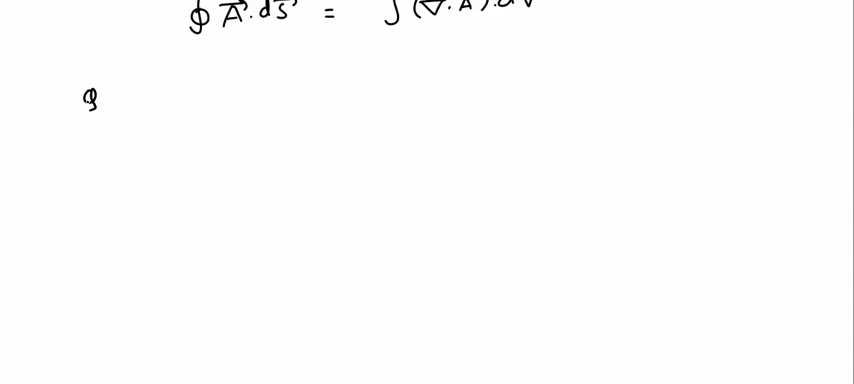 ∮ A⃗ . dS⃗ = ∫ (∇⃗ . A⃗) . dV
Q